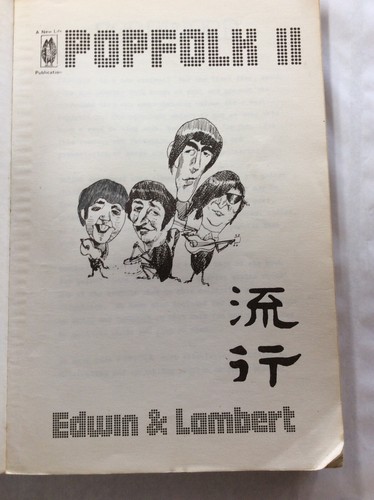 A New Life
POPFOLK II
Publication
流
行
Edwin & Lambert